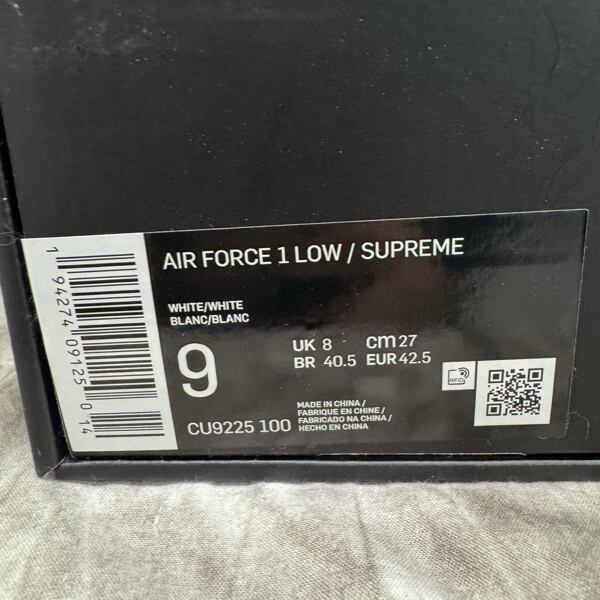 AIR FORCE 1 LOW / SUPREME
WHITE/WHITE
BLANC/BLANC
9
UK 8 cm 27
BR 40.5 EUR 42.5
RFID
CU9225 100
MADE IN CHINA /
FABRIQUE EN CHINE /
FABRICADO NA CHINA /
HECHO EN CHINA
1 94274 09125 0 14